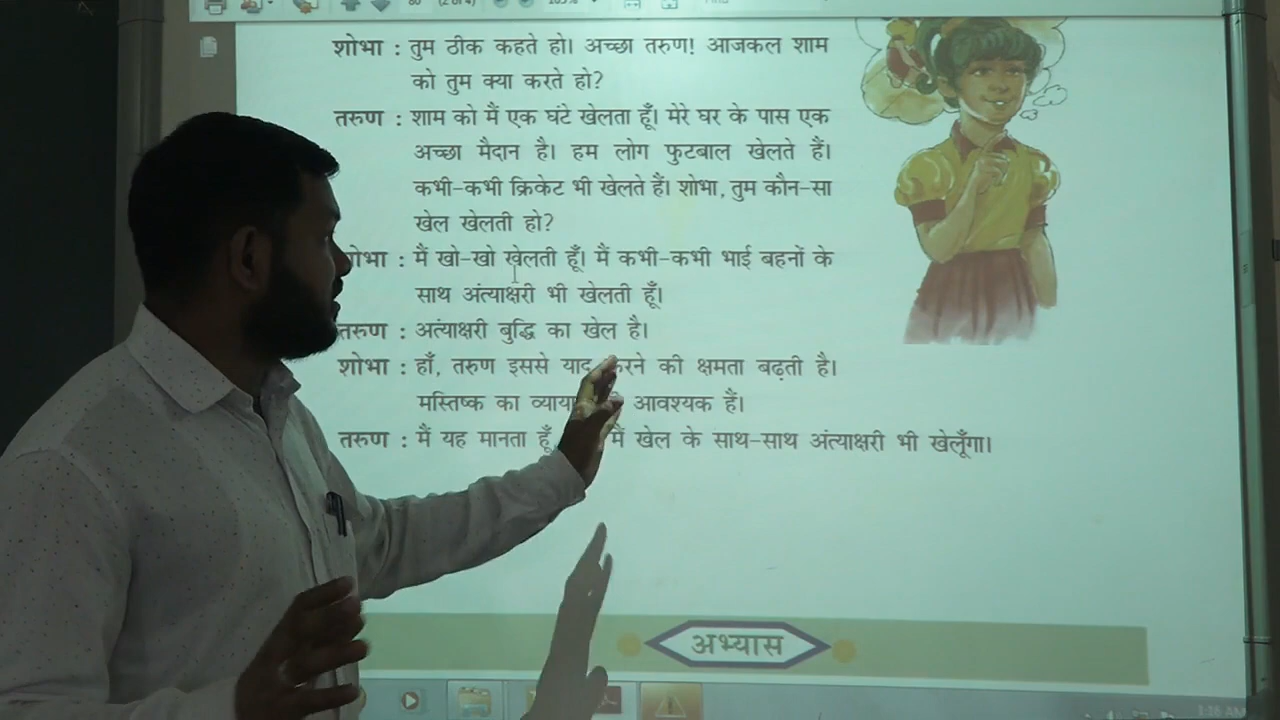 शोभा : तुम ठीक कहते हो। अच्छा तरुण! आजकल शाम
को तुम क्या करते हो?
तरुण : शाम को मैं एक घंटे खेलता हूँ। मेरे घर के पास एक
अच्छा मैदान है। हम लोग फुटबाल खेलते हैं।
कभी-कभी क्रिकेट भी खेलते हैं। शोभा, तुम कौन-सा
खेल खेलती हो?
शोभा : मैं खो-खो खेलती हूँ। मैं कभी-कभी भाई बहनों के
साथ अंत्याक्षरी भी खेलती हूँ।
तरुण : अत्यांक्षरी बुद्धि का खेल है।
शोभा : हाँ, तरुण इससे याद करने की क्षमता बढ़ती है।
मस्तिष्क का आवश्यक हैं।
तरुण : मैं यह मानता हूँ मैं खेल के साथ-साथ अंत्याक्षरी भी खेलूँगा।
अभ्यास